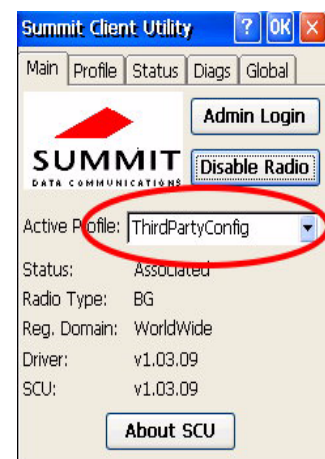 Summit Client Utility ? OK X
Main Profile Status Diags Global
Admin Login
SUMMIT
DATA COMMUNICATIONS
Disable Radio
Active Profile: ThirdPartyConfig
Status: Associated
Radio Type: BG
Reg. Domain: WorldWide
Driver: v1.03.09
SCU: v1.03.09
About SCU